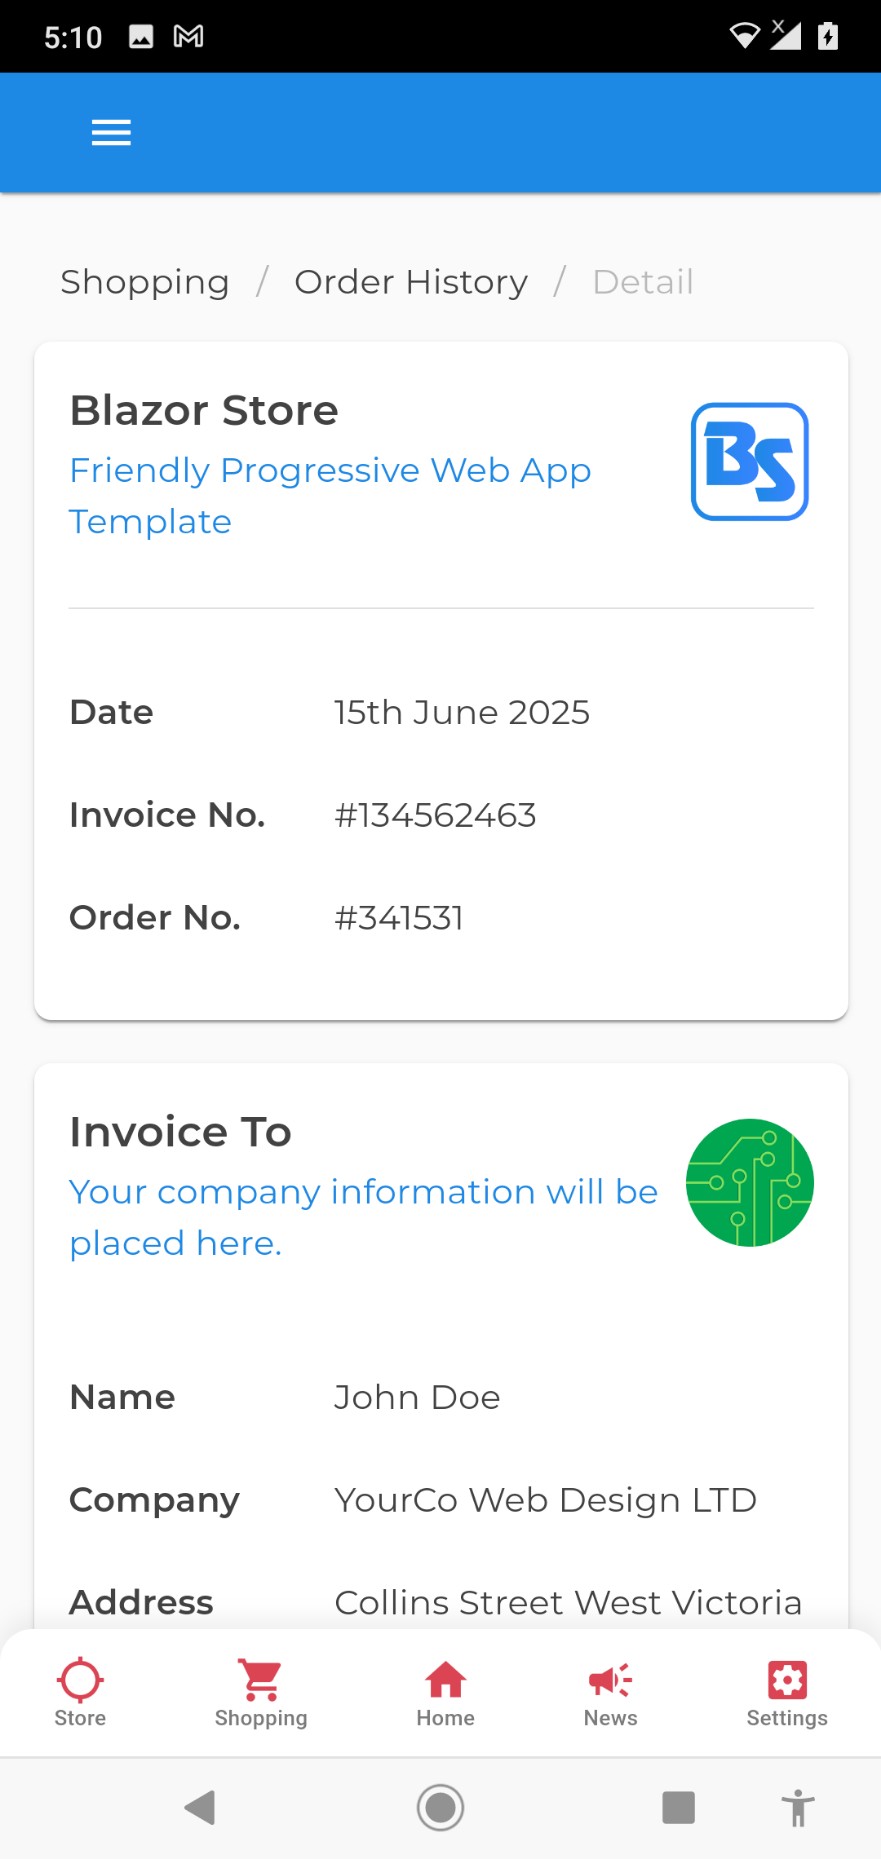 5:10
Shopping / Order History / Detail
Blazor Store
Friendly Progressive Web App
Template
BS
Date 15th June 2025
Invoice No. #134562463
Order No. #341531
Invoice To
Your company information will be
placed here.
Name John Doe
Company YourCo Web Design LTD
Address Collins Street West Victoria
Store Shopping Home News Settings